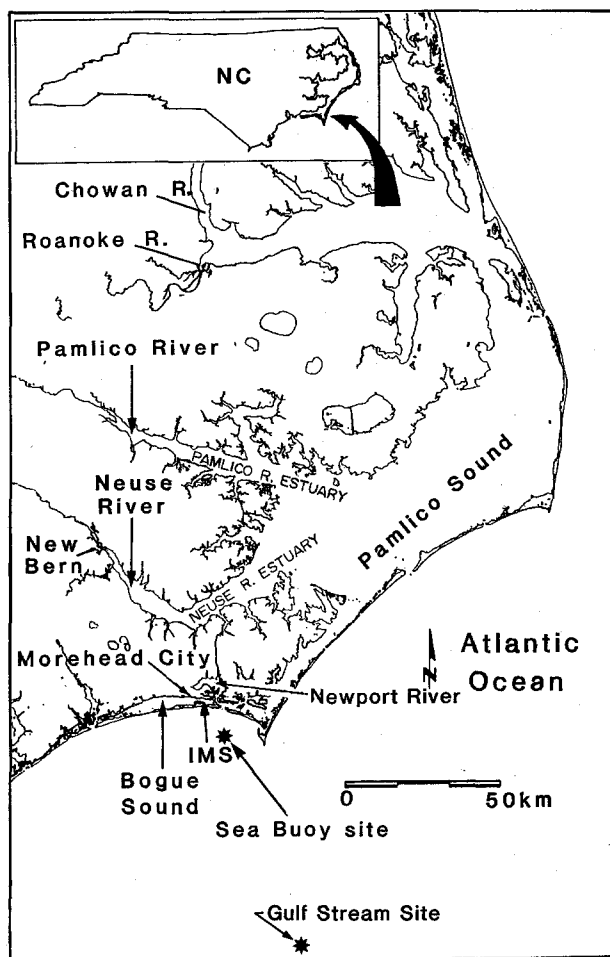 NC
Chowan R.
Roanoke R.
Pamlico River
PAMLICO R. ESTUARY
Pamlico Sound
Neuse
River
New
Bern
NEUSE R. ESTUARY
Morehead City
Newport River
N
Atlantic
Ocean
IMS
Bogue
Sound
0 50km
Sea Buoy site
Gulf Stream Site